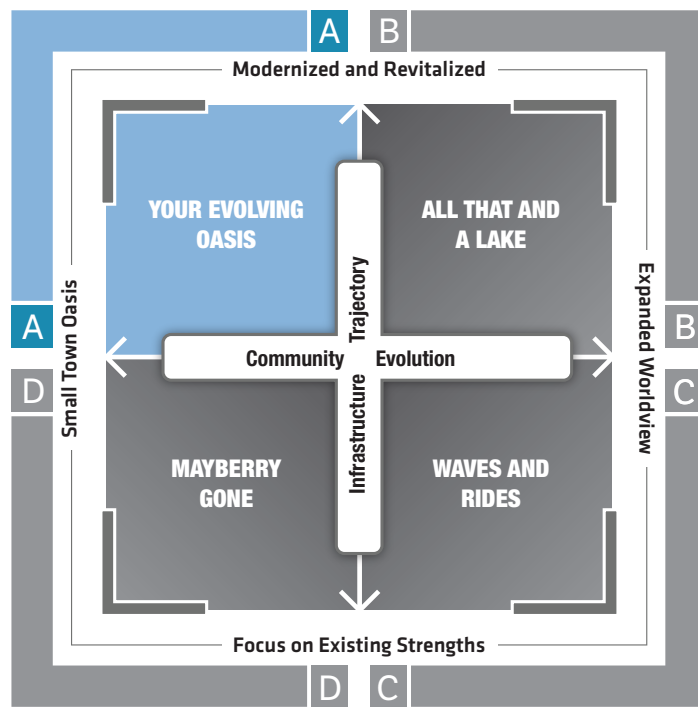 A
B
Modernized and Revitalized
YOUR EVOLVING
OASIS
ALL THAT AND
A LAKE
Small Town Oasis
Expanded Worldview
A
B
Community Evolution
Infrastructure Trajectory
D
C
MAYBERRY
GONE
WAVES AND
RIDES
Focus on Existing Strengths
D
C